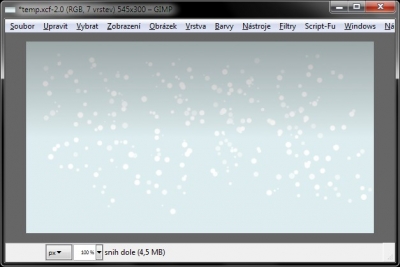 *temp.xcf-2.0 (RGB, 7 vrstev) 545x300 – GIMP
Soubor Upravit Vybrat Zobrazení Obrázek Vrstva Barvy Nástroje Filtry Script-Fu Windows Ná
px 100 % snih dole (4,5 MB)